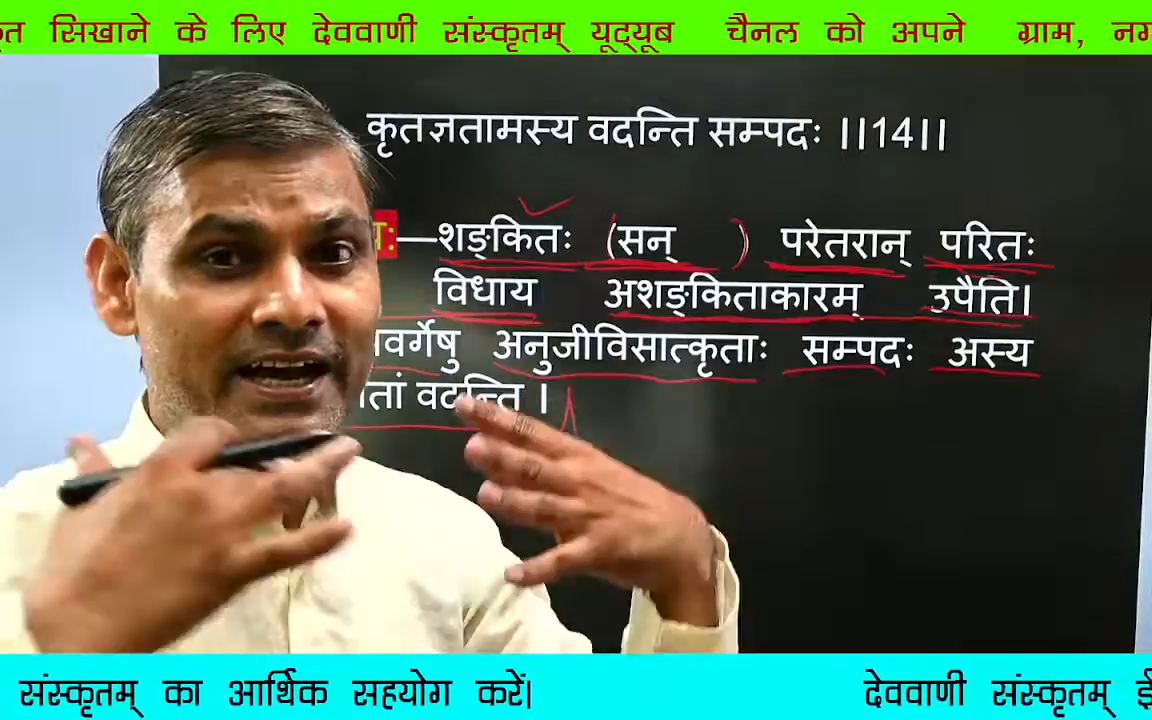 सिखाने के लिए देववाणी संस्कृतम् यूट्यूब चैनल को अपने ग्राम,
कृतज्ञतामस्य वदन्ति सम्पदः ।।14।।
शङ्कितः (सन् ) परेतरान् परितः
विधाय अशङ्किताकारम् उपैति।
अनुजीविसात्कृताः सम्पदः अस्य
वदन्ति ।
संस्कृतम् का आर्थिक सहयोग करें। देववाणी संस्कृतम्